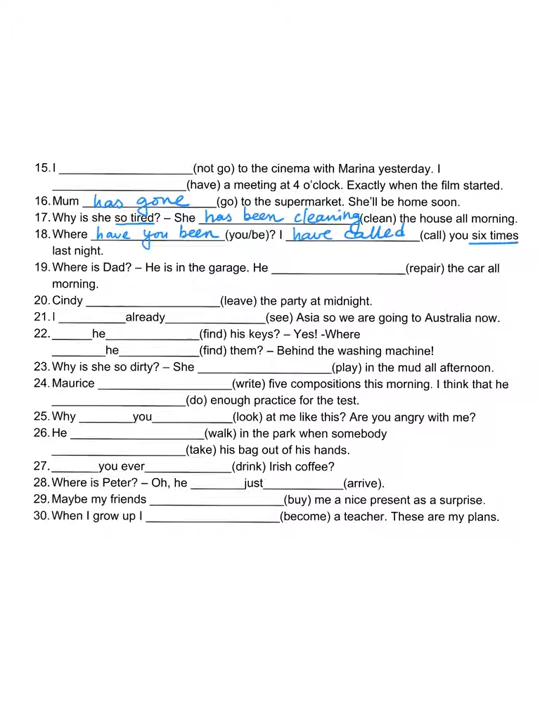 15. I ____________________(not go) to the cinema with Marina yesterday. I
____________________(have) a meeting at 4 o'clock. Exactly when the film started.
16. Mum has gone (go) to the supermarket. She'll be home soon.
17. Why is she so tired? – She has been cleaning (clean) the house all morning.
18. Where have you been (you/be)? I have called (call) you six times
last night.
19. Where is Dad? – He is in the garage. He ____________________(repair) the car all
morning.
20. Cindy ____________________(leave) the party at midnight.
21. I __________already_______________(see) Asia so we are going to Australia now.
22. ______he______________(find) his keys? – Yes! -Where
________he_____________(find) them? – Behind the washing machine!
23. Why is she so dirty? – She ____________________(play) in the mud all afternoon.
24. Maurice ____________________(write) five compositions this morning. I think that he
____________________(do) enough practice for the test.
25. Why ________you____________(look) at me like this? Are you angry with me?
26. He ____________________(walk) in the park when somebody
____________________(take) his bag out of his hands.
27. _______you ever_____________(drink) Irish coffee?
28. Where is Peter? – Oh, he ________just____________(arrive).
29. Maybe my friends ____________________(buy) me a nice present as a surprise.
30. When I grow up I ____________________(become) a teacher. These are my plans.